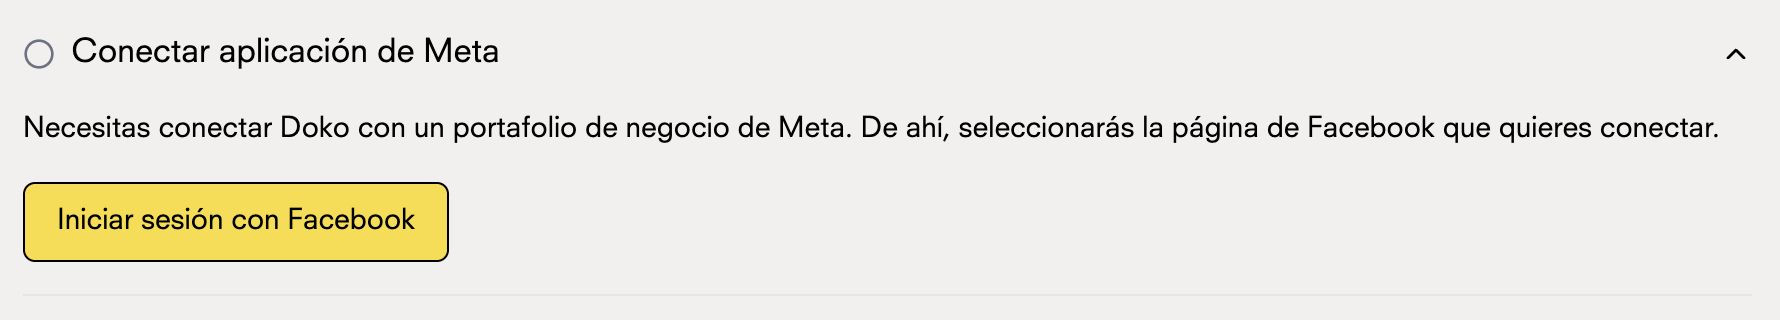 Conectar aplicación de Meta
Necesitas conectar Doko con un portafolio de negocio de Meta. De ahí, seleccionarás la página de Facebook que quieres conectar.
Iniciar sesión con Facebook